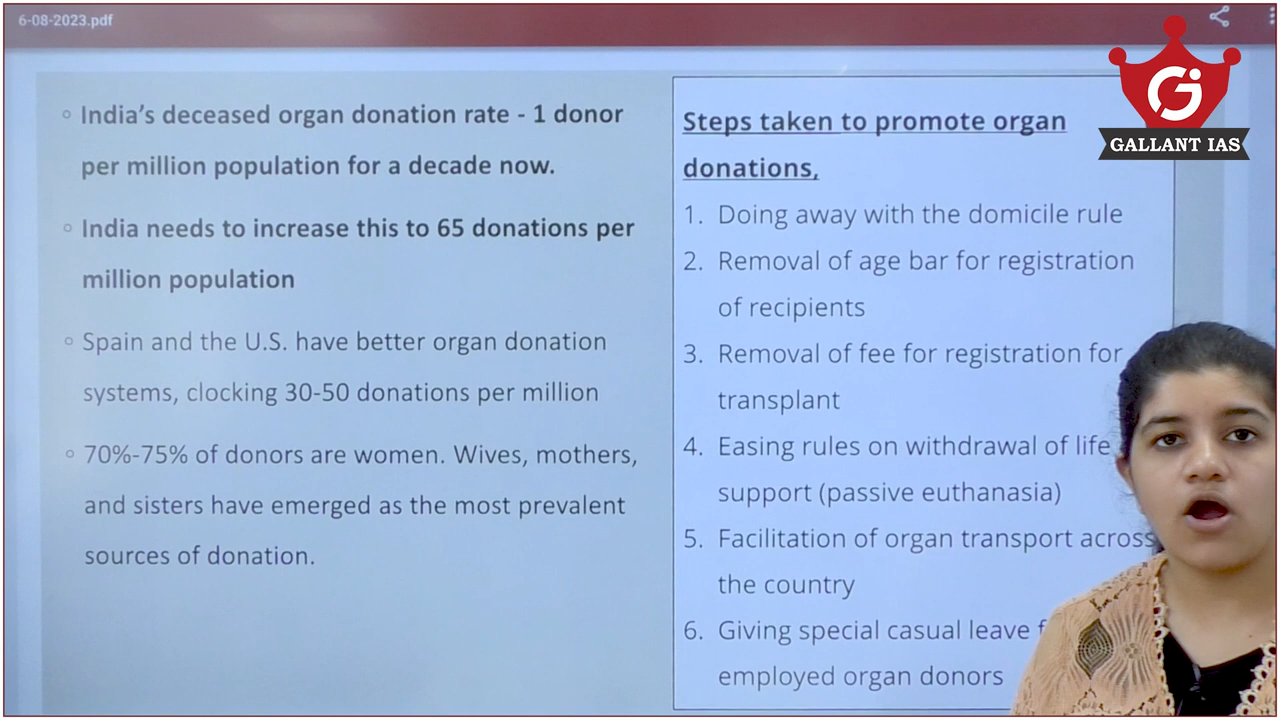 6-08-2023.pdf
GALLANT IAS
India's deceased organ donation rate - 1 donor
per million population for a decade now.
India needs to increase this to 65 donations per
million population
Spain and the U.S. have better organ donation
systems, clocking 30-50 donations per million
70%-75% of donors are women. Wives, mothers,
and sisters have emerged as the most prevalent
sources of donation.
Steps taken to promote organ
donations,
1. Doing away with the domicile rule
2. Removal of age bar for registration
of recipients
3. Removal of fee for registration for
transplant
4. Easing rules on withdrawal of life
support (passive euthanasia)
5. Facilitation of organ transport across
the country
6. Giving special casual leave
employed organ donors